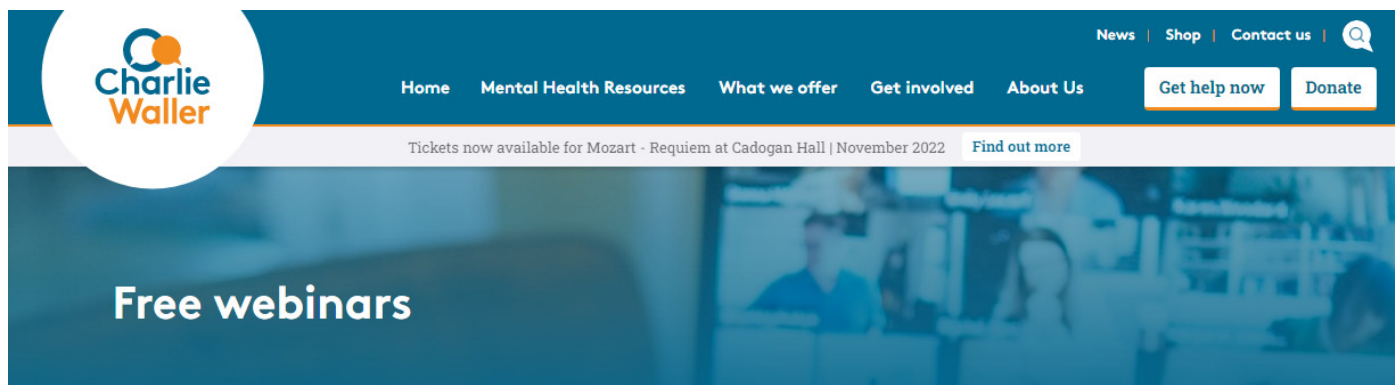 News | Shop | Contact us |
Charlie
Waller
Home Mental Health Resources What we offer Get involved About Us Get help now Donate
Tickets now available for Mozart - Requiem at Cadogan Hall | November 2022 Find out more
Free webinars